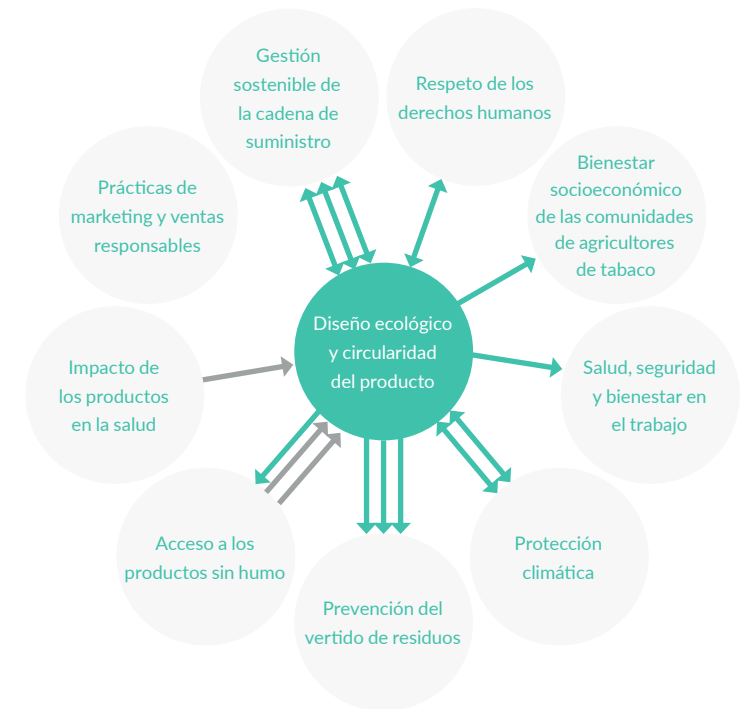 Gestión
sostenible de
la cadena de
suministro
Respeto de los
derechos humanos
Bienestar
socioeconómico
de las comunidades
de agricultores
de tabaco
Prácticas de
marketing y ventas
responsables
Diseño ecológico
y circularidad
del producto
Impacto de
los productos
en la salud
Salud, seguridad
y bienestar en
el trabajo
Acceso a los
productos sin humo
Protección
climática
Prevención del
vertido de residuos